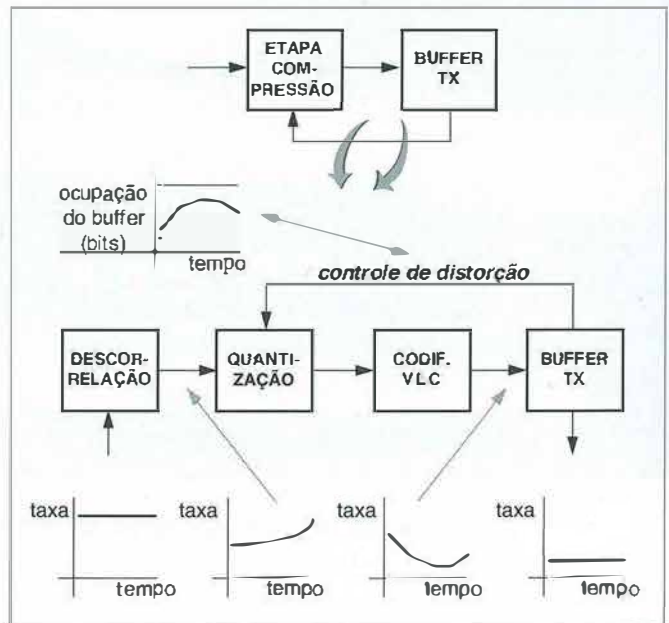 ETAPA
COM-
PRESSÃO
BUFFER
TX
ocupação
do buffer
(bits)
tempo
controle de distorção
DESCOR-
RELAÇÃO
QUANTI-
ZAÇÃO
CODIF.
VLC
BUFFER
TX
taxa
tempo
taxa
tempo
taxa
tempo
taxa
tempo